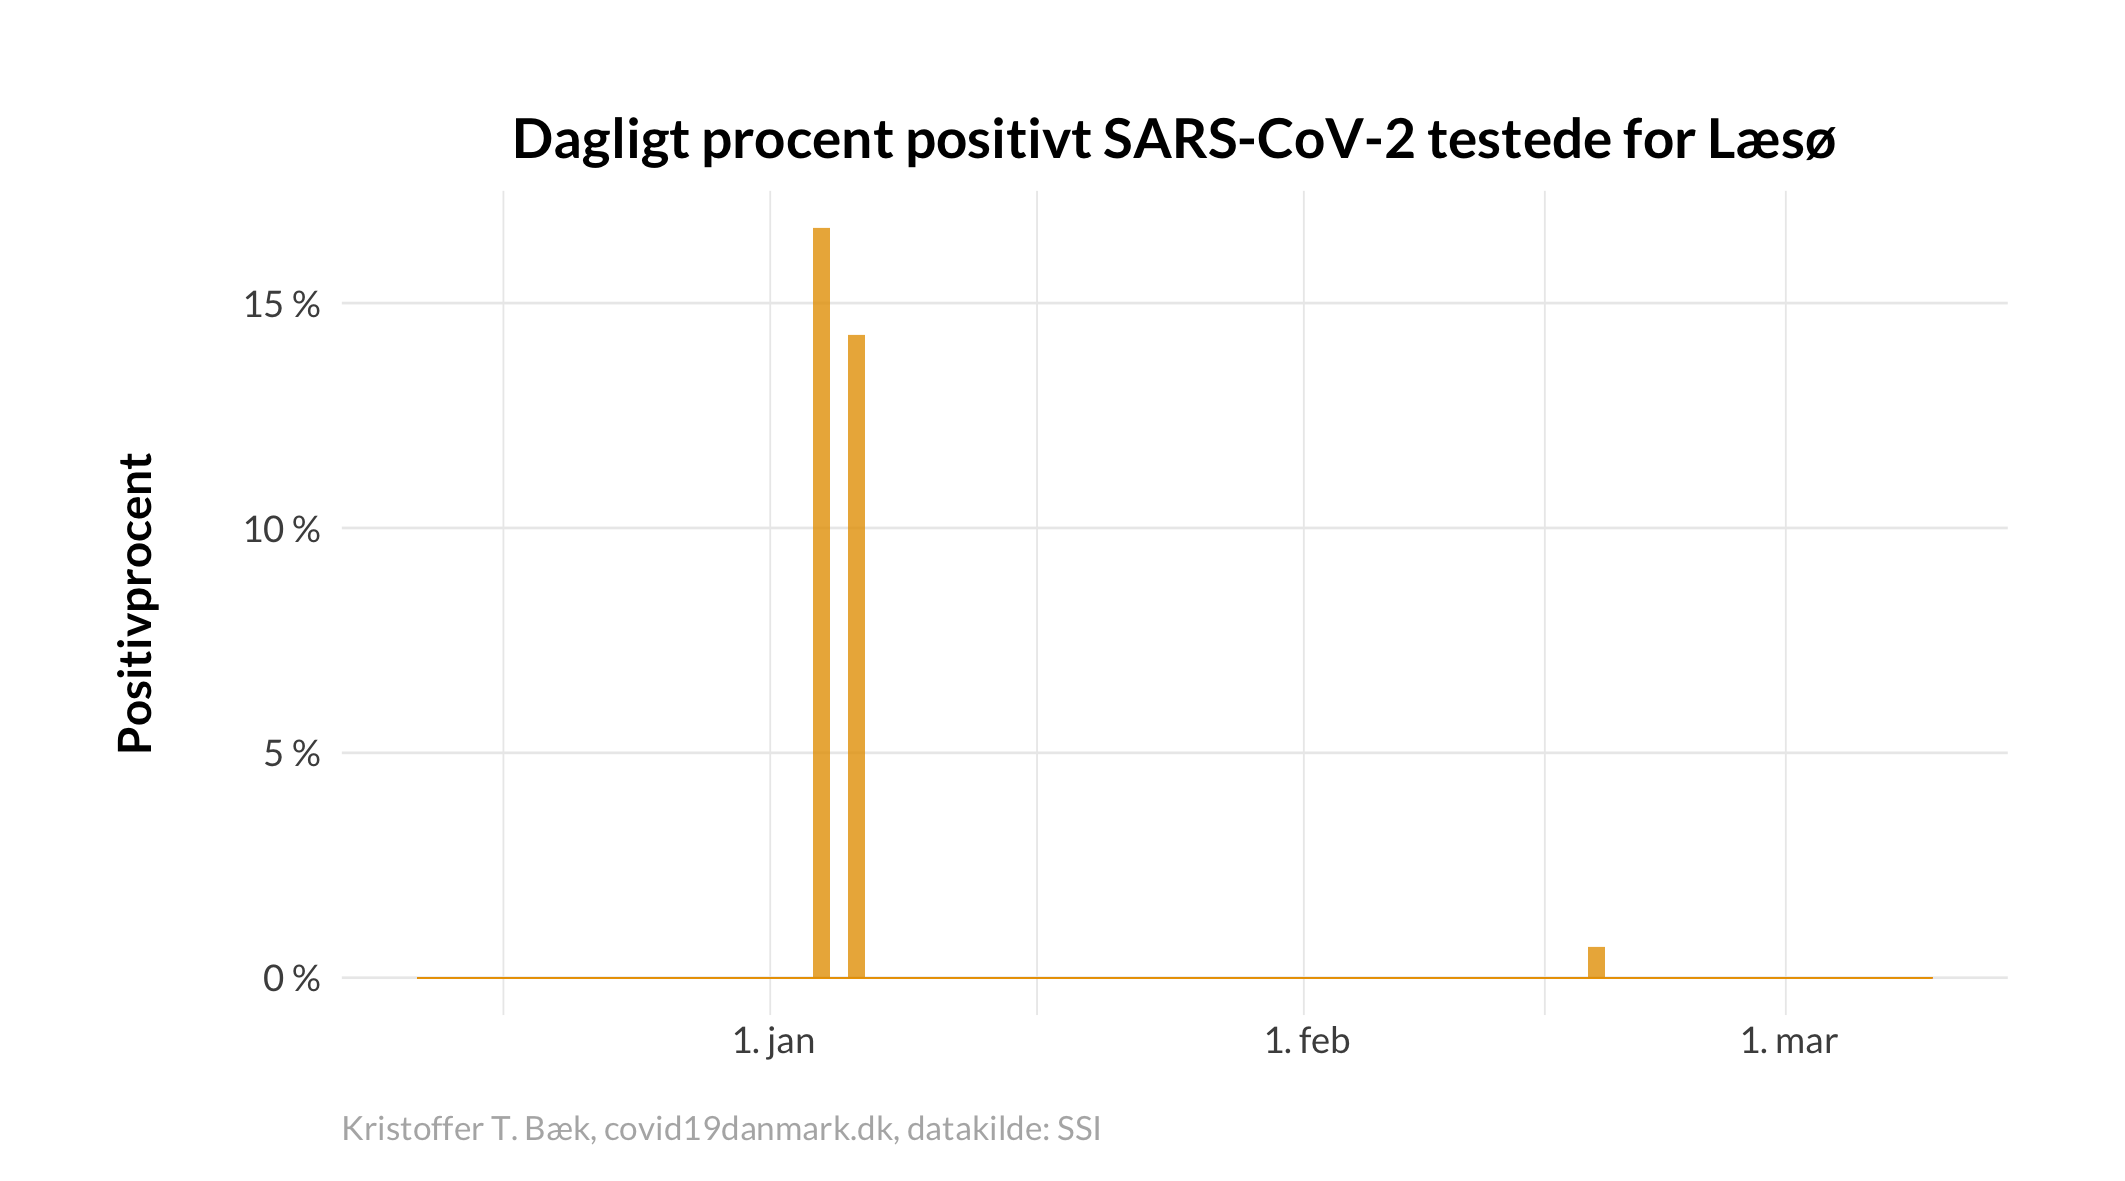 Dagligt procent positivt SARS-CoV-2 testede for Læsø
Positivprocent
15 %
10 %
5 %
0 %
1. jan
1. feb
1. mar
Kristoffer T. Bæk, covid19danmark.dk, datakilde: SSI